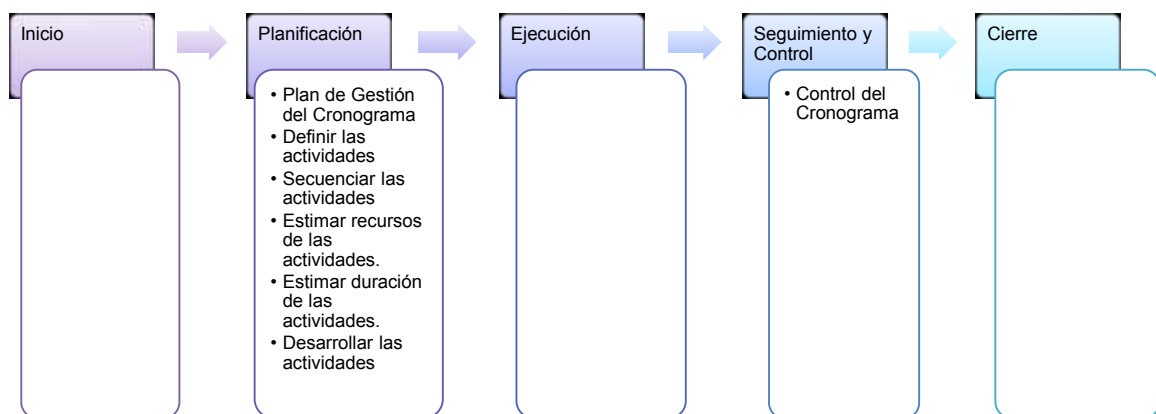 Inicio
Planificación
• Plan de Gestión
del Cronograma
• Definir las
actividades
• Secuenciar las
actividades
• Estimar recursos
de las
actividades.
• Estimar duración
de las
actividades.
• Desarrollar las
actividades
Ejecución
Seguimiento y
Control
• Control del
Cronograma
Cierre